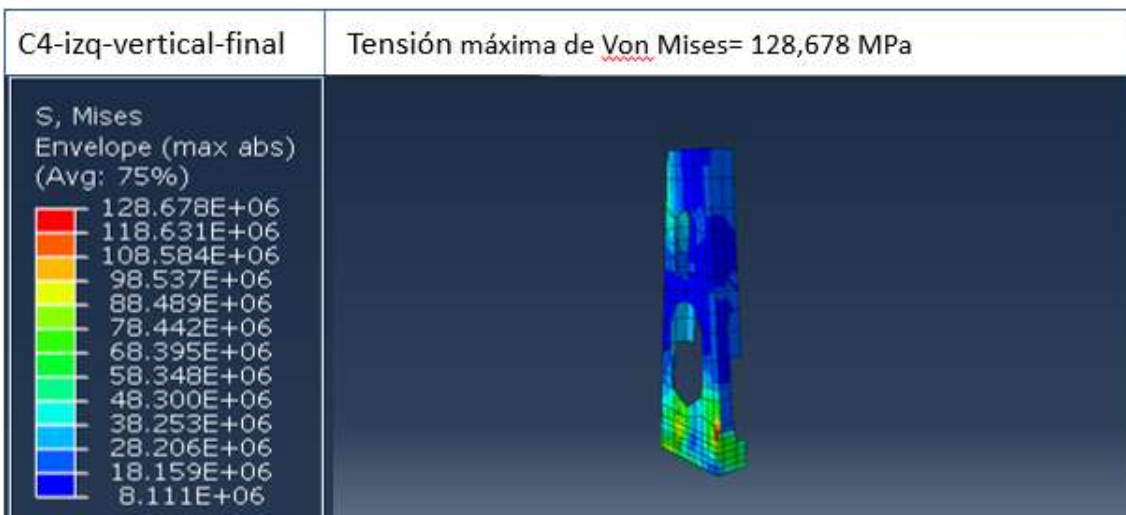 C4-izq-vertical-final
Tensión máxima de Von Mises= 128,678 MPa
S, Mises
Envelope (max abs)
(Avg: 75%)
128.678E+06
118.631E+06
108.584E+06
98.537E+06
88.489E+06
78.442E+06
68.395E+06
58.348E+06
48.300E+06
38.253E+06
28.206E+06
18.159E+06
8.111E+06